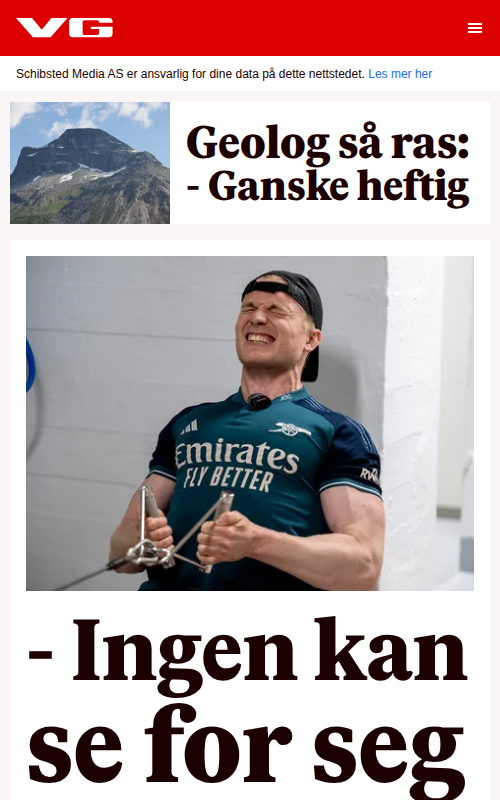 VG
Schibsted Media AS er ansvarlig for dine data på dette nettstedet. Les mer her
Geolog så ras:
- Ganske heftig
Emirates
FLY BETTER
- Ingen kan
se for seg